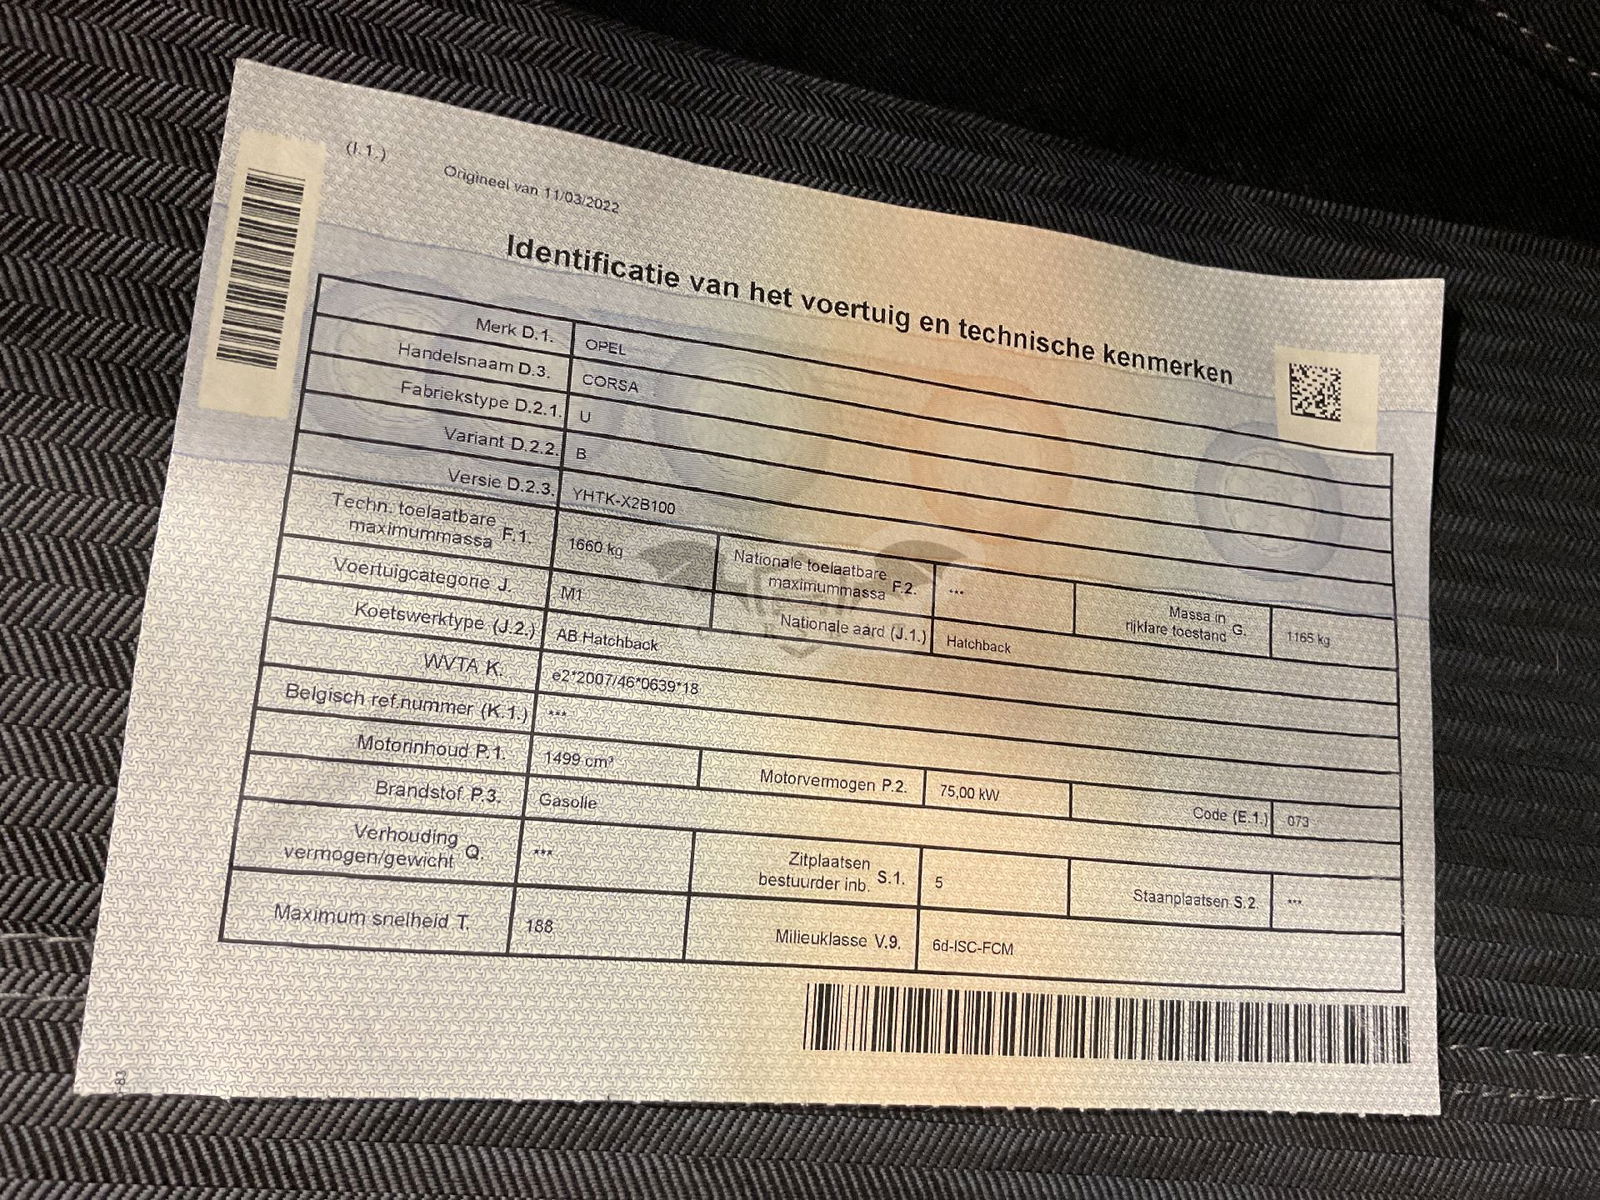 (I.1.)
Origineel van 11/03/2022
Identificatie van het voertuig en technische kenmerken
Merk D.1. OPEL
Handelsnaam D.3. CORSA
Fabriekstype D.2.1. U
Variant D.2.2. B
Versie D.2.3. YHTK-X2B100
Techn. toelaatbare
maximummassa F.1. 1660 kg
Nationale toelaatbare
maximummassa F.2. ***
Massa in
rijklare toestand G. 1165 kg
Voertuigcategorie J. M1
Nationale aard (J.1.) Hatchback
Koetswerktype (J.2.) AB Hatchback
WVTA K. e2*2007/46*0639*18
Belgisch ref.nummer (K.1.) ***
Motorinhoud P.1. 1499 cm³
Motorvermogen P.2. 75,00 kW
Code (E.1.) 073
Brandstof P.3. Gasolie
Verhouding
vermogen/gewicht Q. ***
Zitplaatsen
bestuurder inb. S.1. 5
Staanplaatsen S.2. ***
Maximum snelheid T. 188
Milieuklasse V.9. 6d-ISC-FCM
-83